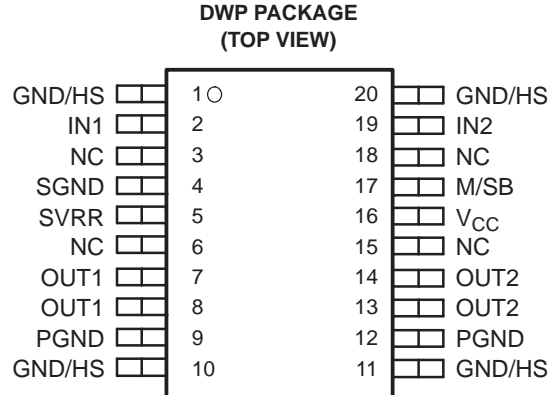 DWP PACKAGE
(TOP VIEW)
GND/HS 1 20 GND/HS
IN1 2 19 IN2
NC 3 18 NC
SGND 4 17 M/SB
SVRR 5 16 VCC
NC 6 15 NC
OUT1 7 14 OUT2
OUT1 8 13 OUT2
PGND 9 12 PGND
GND/HS 10 11 GND/HS